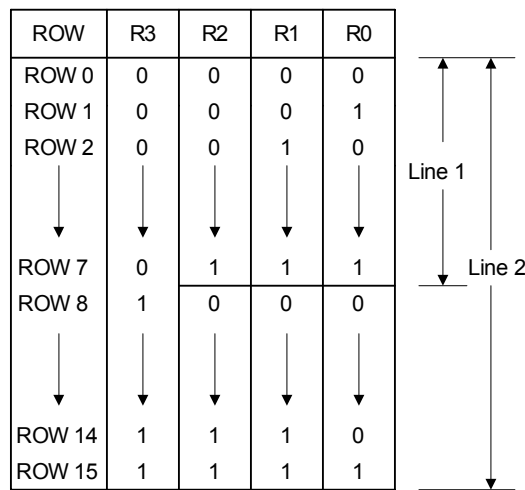 ROW R3 R2 R1 R0
ROW 0 0 0 0 0
ROW 1 0 0 0 1
ROW 2 0 0 1 0
Line 1
ROW 7 0 1 1 1
Line 2
ROW 8 1 0 0 0
ROW 14 1 1 1 0
ROW 15 1 1 1 1